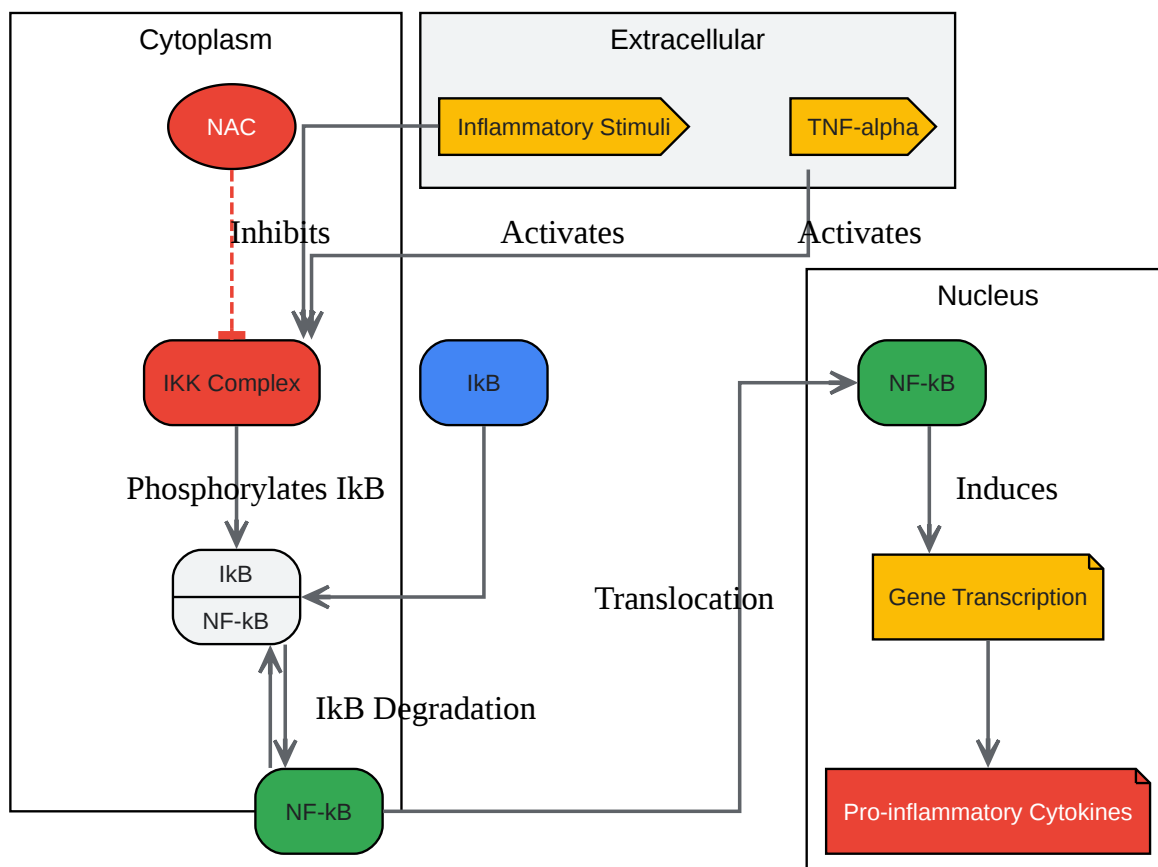 Cytoplasm
Extracellular
NAC
Inflammatory Stimuli
TNF-alpha
Inhibits
Activates
Activates
Nucleus
IKK Complex
IkB
NF-kB
Phosphorylates IkB
Induces
IkB
NF-kB
Translocation
Gene Transcription
IkB Degradation
NF-kB
Pro-inflammatory Cytokines